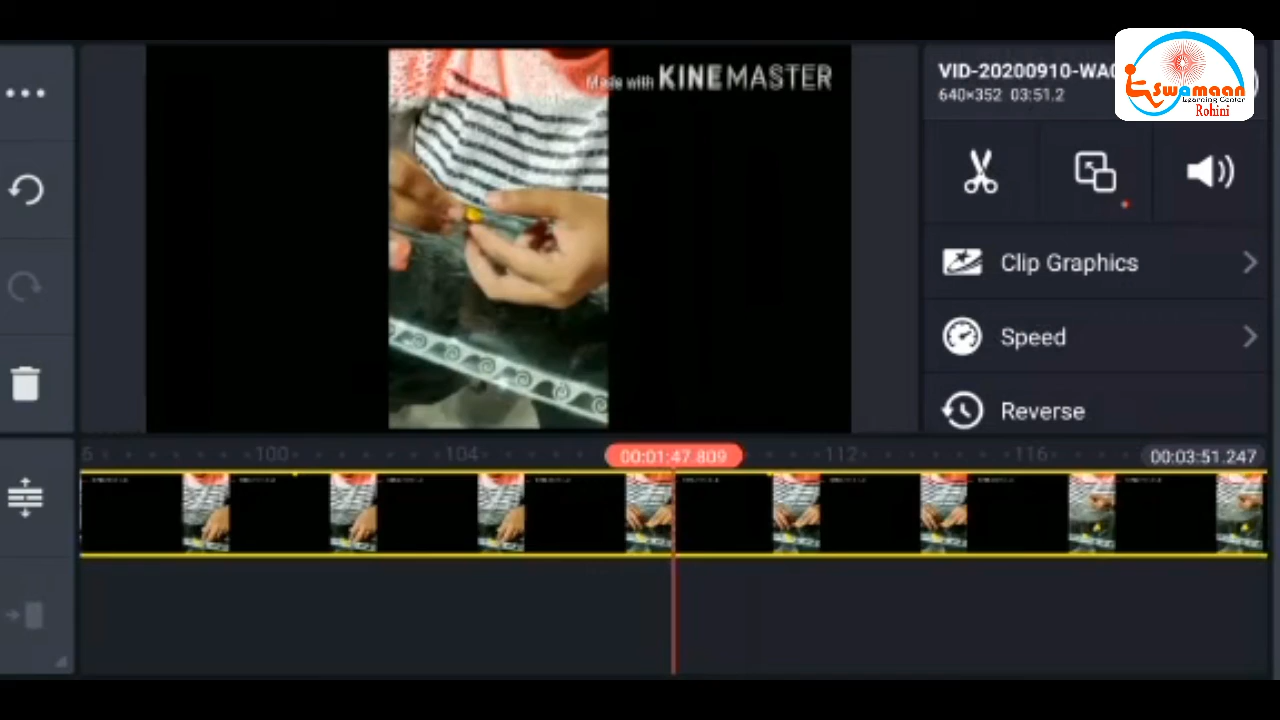 Made with KINEMASTER
VID-20200910-WA0
640×352 03:51.2
swamaan
Learning Center
Rohini
Clip Graphics
Speed
Reverse
6 100 104 00:01:47.809 112 116 00:03:51.247